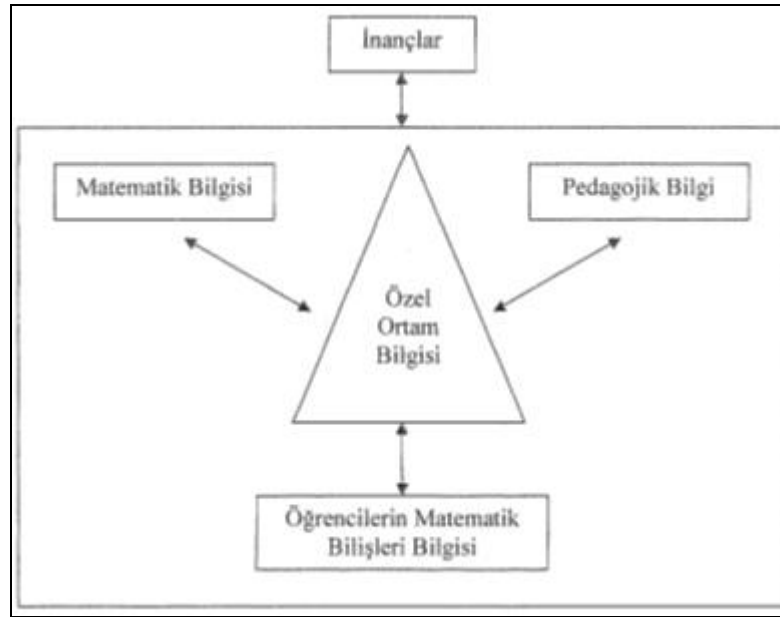 İnançlar
Matematik Bilgisi
Pedagojik Bilgi
Özel
Ortam
Bilgisi
Öğrencilerin Matematik
Bilişleri Bilgisi